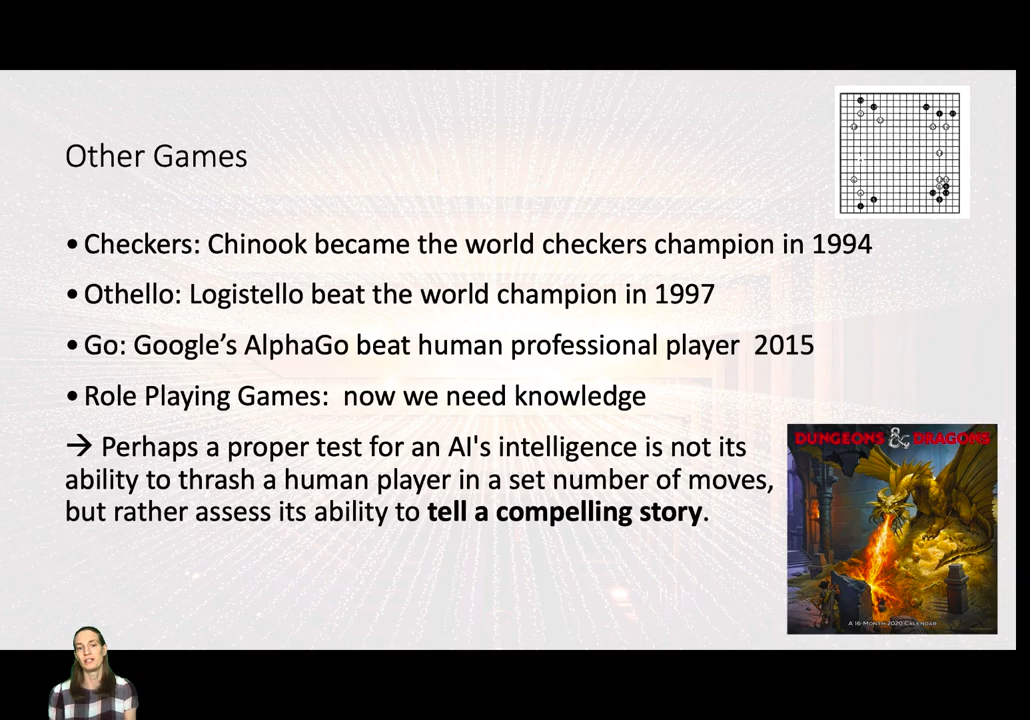 Other Games
• Checkers: Chinook became the world checkers champion in 1994
• Othello: Logistello beat the world champion in 1997
• Go: Google’s AlphaGo beat human professional player  2015
• Role Playing Games:  now we need knowledge
→ Perhaps a proper test for an AI's intelligence is not its
ability to thrash a human player in a set number of moves,
but rather assess its ability to tell a compelling story.
DUNGEONS & DRAGONS
A 16-MONTH 2020 CALENDAR